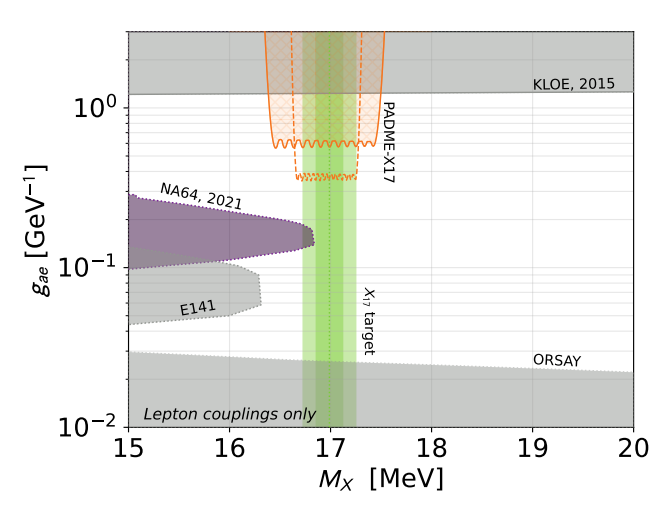 KLOE, 2015
10⁰
PADME-X17
NA64, 2021
gₐₑ [GeV⁻¹]
10⁻¹
E141
X₁₇ target
ORSAY
Lepton couplings only
10⁻²
15 16 17 18 19 20
Mₓ [MeV]